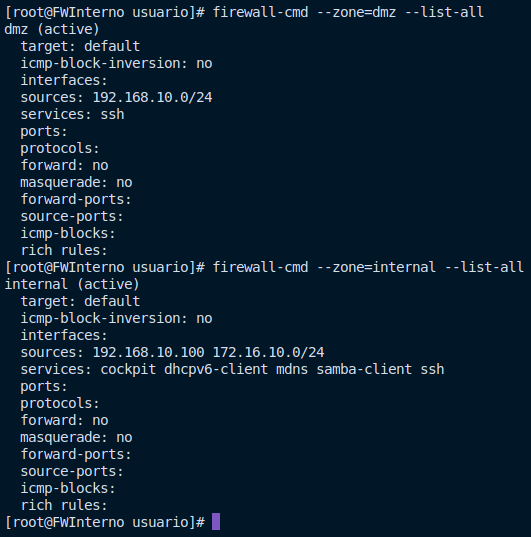 [root@FWInterno usuario]# firewall-cmd --zone=dmz --list-all
dmz (active)
  target: default
  icmp-block-inversion: no
  interfaces:
  sources: 192.168.10.0/24
  services: ssh
  ports:
  protocols:
  forward: no
  masquerade: no
  forward-ports:
  source-ports:
  icmp-blocks:
  rich rules:
[root@FWInterno usuario]# firewall-cmd --zone=internal --list-all
internal (active)
  target: default
  icmp-block-inversion: no
  interfaces:
  sources: 192.168.10.100 172.16.10.0/24
  services: cockpit dhcpv6-client mdns samba-client ssh
  ports:
  protocols:
  forward: no
  masquerade: no
  forward-ports:
  source-ports:
  icmp-blocks:
  rich rules:
[root@FWInterno usuario]#